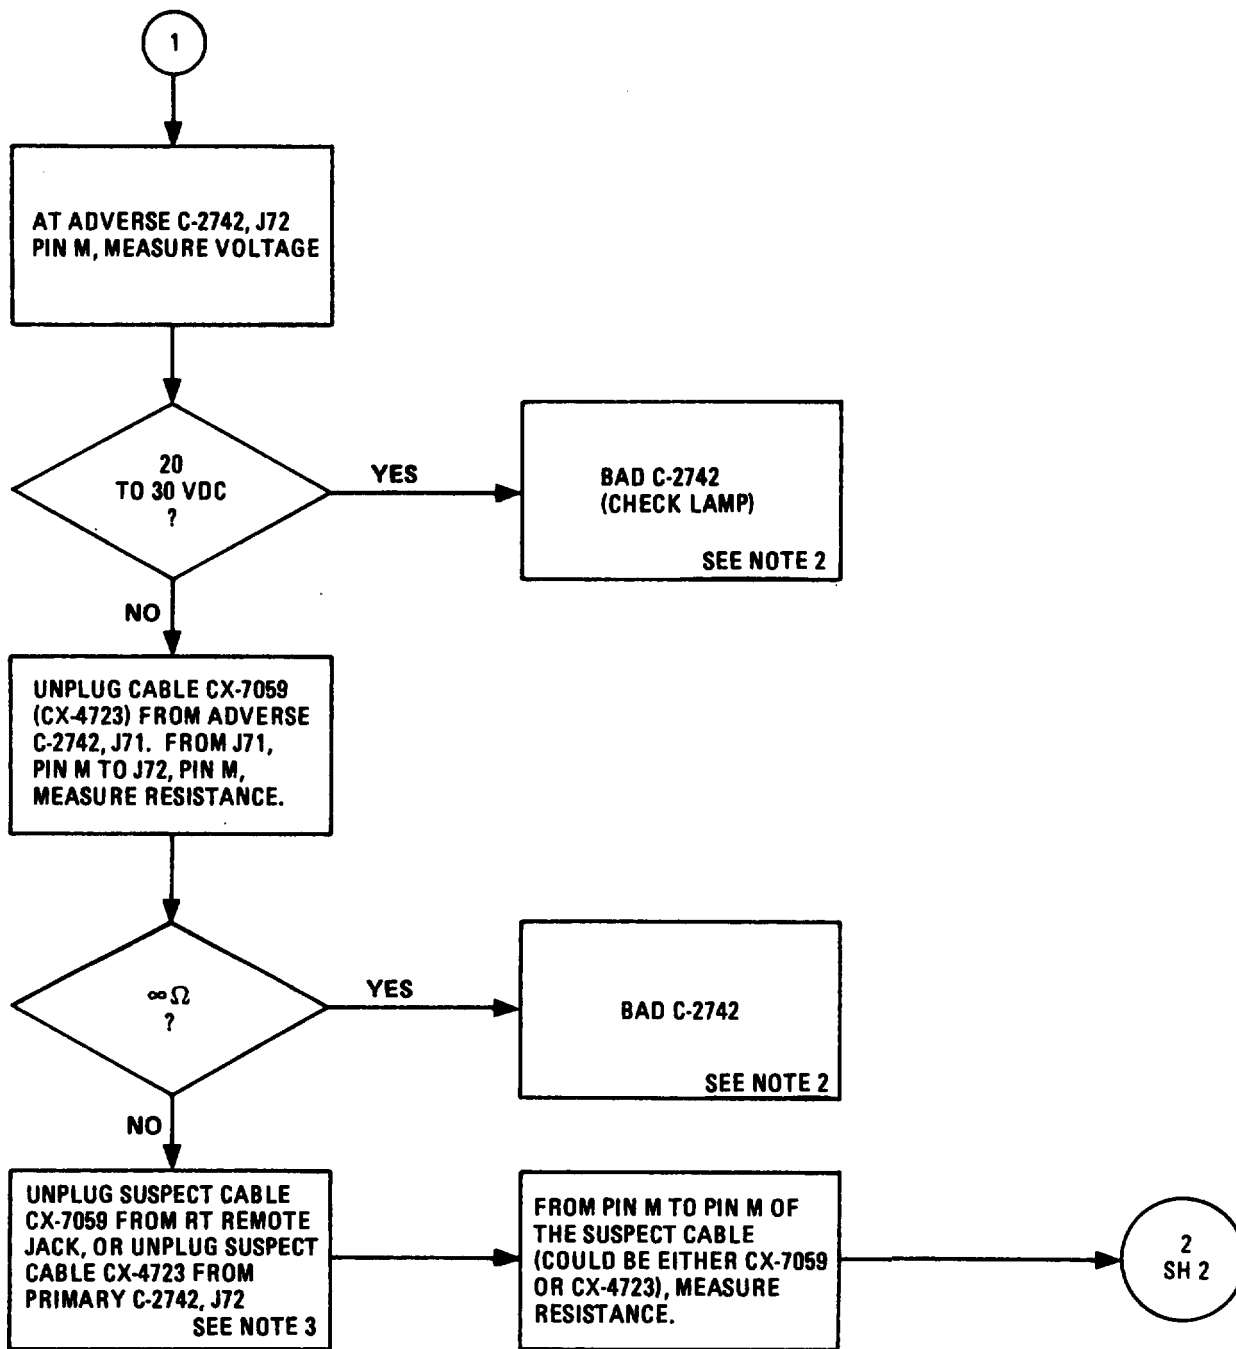 1
AT ADVERSE C-2742, J72
PIN M, MEASURE VOLTAGE
20
TO 30 VDC
?
YES
BAD C-2742
(CHECK LAMP)
SEE NOTE 2
NO
UNPLUG CABLE CX-7059
(CX-4723) FROM ADVERSE
C-2742, J71. FROM J71,
PIN M TO J72, PIN M,
MEASURE RESISTANCE.
∞Ω
?
YES
BAD C-2742
SEE NOTE 2
NO
UNPLUG SUSPECT CABLE
CX-7059 FROM RT REMOTE
JACK, OR UNPLUG SUSPECT
CABLE CX-4723 FROM
PRIMARY C-2742, J72
SEE NOTE 3
FROM PIN M TO PIN M OF
THE SUSPECT CABLE
(COULD BE EITHER CX-7059
OR CX-4723), MEASURE
RESISTANCE.
2
SH 2